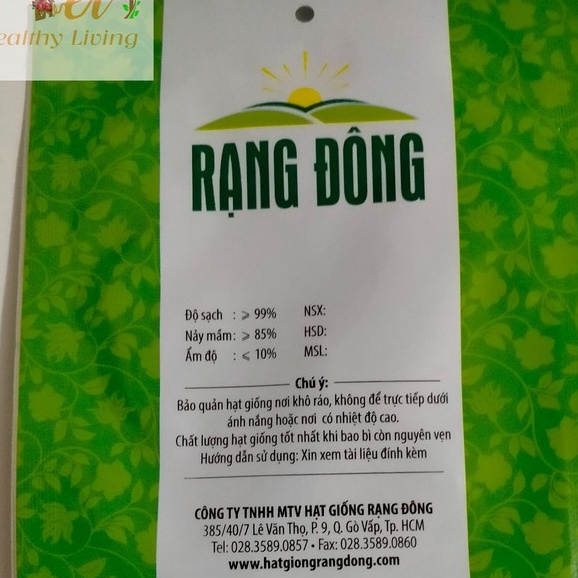 ealthy Living
RẠNG ĐÔNG
Độ sạch : ⩾ 99% NSX:
Nảy mầm: ⩾ 85% HSD:
Ẩm độ : ⩽ 10% MSL:
Chú ý:
Bảo quản hạt giống nơi khô ráo, không để trực tiếp dưới
ánh nắng hoặc nơi có nhiệt độ cao.
Chất lượng hạt giống tốt nhất khi bao bì còn nguyên vẹn
Hướng dẫn sử dụng: Xin xem tài liệu đính kèm
CÔNG TY TNHH MTV HẠT GIỐNG RẠNG ĐÔNG
385/40/7 Lê Văn Thọ, P. 9, Q. Gò Vấp, Tp. HCM
Tel: 028.3589.0857 • Fax: 028.3589.0860
www.hatgiongrangdong.com